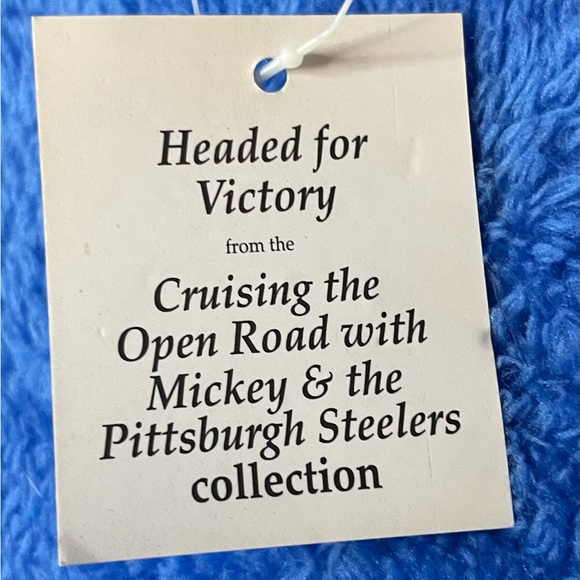 Headed for
Victory
from the
Cruising the
Open Road with
Mickey & the
Pittsburgh Steelers
collection